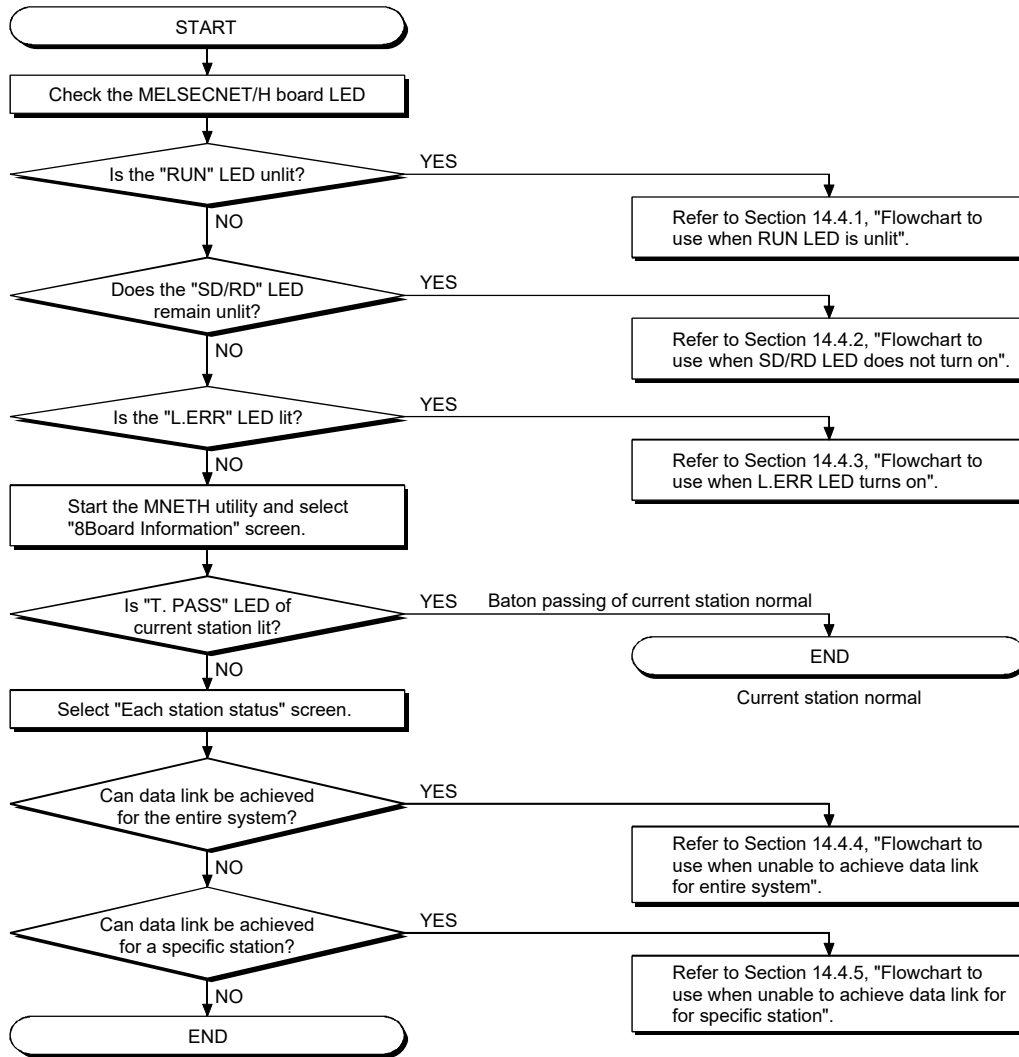 START
Check the MELSECNET/H board LED
Is the "RUN" LED unlit?
YES
NO
Refer to Section 14.4.1, "Flowchart to
use when RUN LED is unlit".
Does the "SD/RD" LED
remain unlit?
YES
NO
Refer to Section 14.4.2, "Flowchart to
use when SD/RD LED does not turn on".
Is the "L.ERR" LED lit?
YES
NO
Refer to Section 14.4.3, "Flowchart to
use when L.ERR LED turns on".
Start the MNETH utility and select
"8Board Information" screen.
Is "T. PASS" LED of
current station lit?
YES
Baton passing of current station normal
NO
END
Current station normal
Select "Each station status" screen.
Can data link be achieved
for the entire system?
YES
NO
Refer to Section 14.4.4, "Flowchart to
use when unable to achieve data link
for entire system".
Can data link be achieved
for a specific station?
YES
NO
Refer to Section 14.4.5, "Flowchart to
use when unable to achieve data link for
for specific station".
END